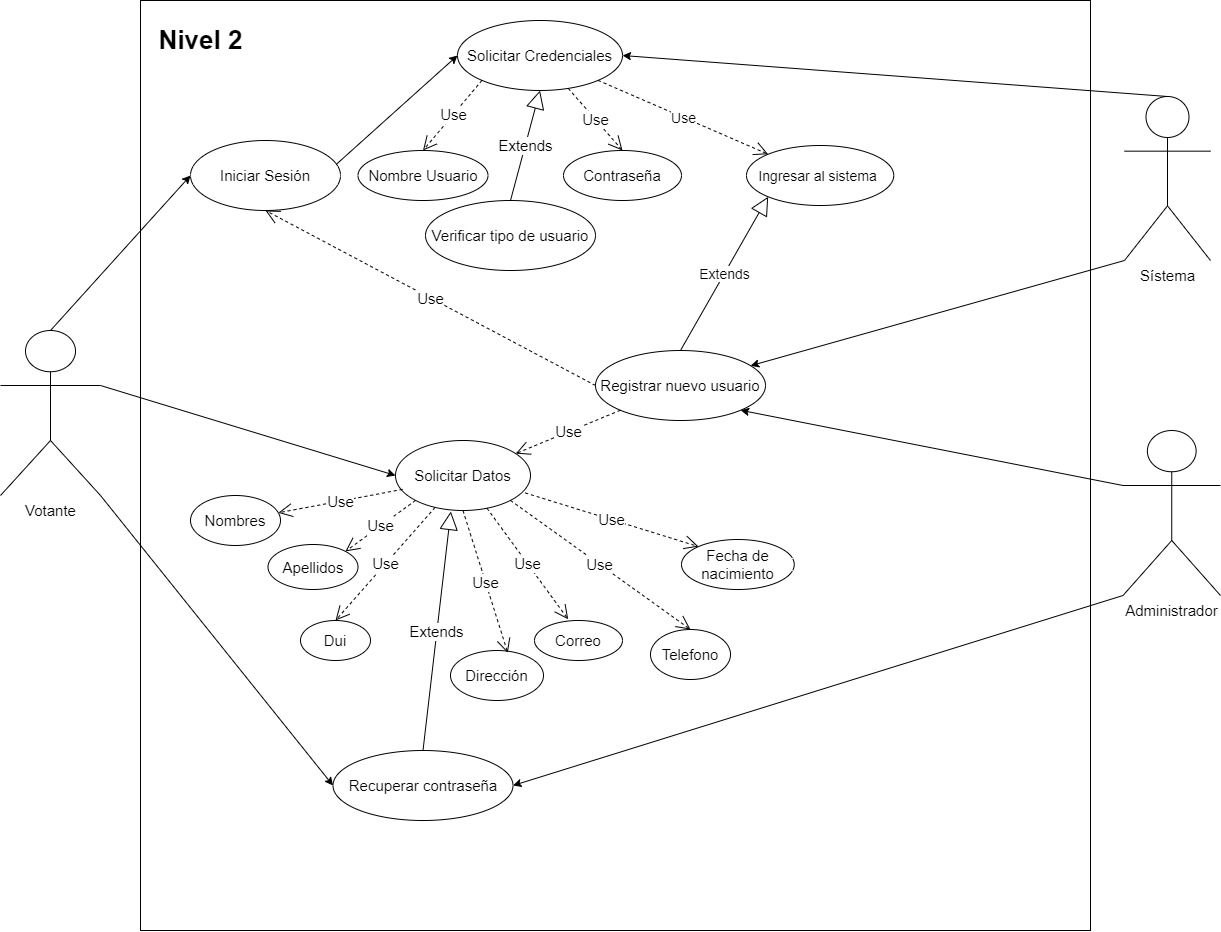 Nivel 2
Solicitar Credenciales
Use
Use
Use
Extends
Iniciar Sesión
Nombre Usuario
Contraseña
Ingresar al sistema
Verificar tipo de usuario
Sístema
Extends
Use
Registrar nuevo usuario
Use
Solicitar Datos
Votante
Nombres
Use
Use
Use
Use
Use
Use
Use
Apellidos
Fecha de
nacimiento
Administrador
Extends
Dui
Correo
Telefono
Dirección
Recuperar contraseña